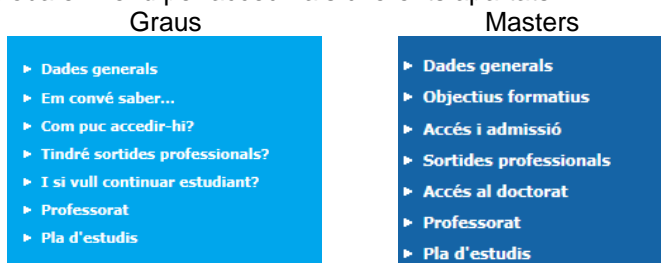 Graus
Masters
Dades generals
Em convé saber...
Com puc accedir-hi?
Tindré sortides professionals?
I si vull continuar estudiant?
Professorat
Pla d'estudis
Dades generals
Objectius formatius
Accés i admissió
Sortides professionals
Accés al doctorat
Professorat
Pla d'estudis